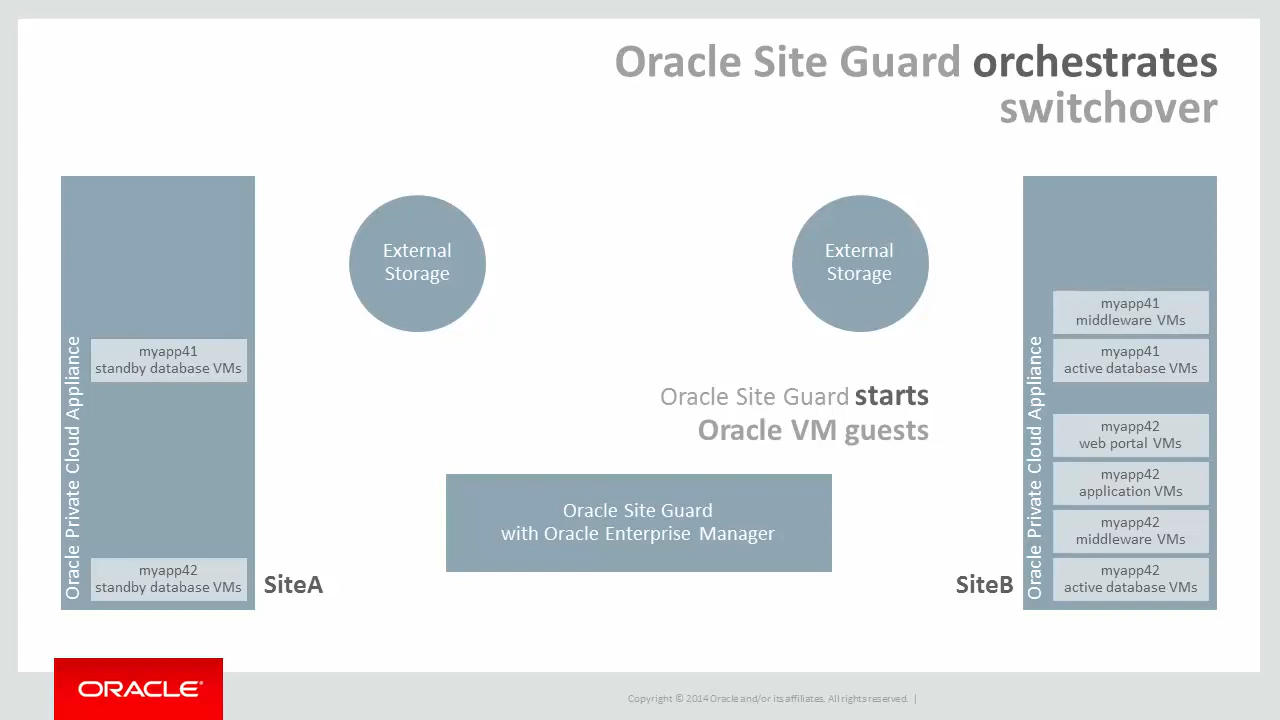 Oracle Site Guard orchestrates
switchover
Oracle Private Cloud Appliance
myapp41
standby database VMs
myapp42
standby database VMs
SiteA
External
Storage
External
Storage
Oracle Site Guard starts
Oracle VM guests
Oracle Site Guard
with Oracle Enterprise Manager
SiteB
Oracle Private Cloud Appliance
myapp41
middleware VMs
myapp41
active database VMs
myapp42
web portal VMs
myapp42
application VMs
myapp42
middleware VMs
myapp42
active database VMs
ORACLE®
Copyright © 2014 Oracle and/or its affiliates. All rights reserved. |